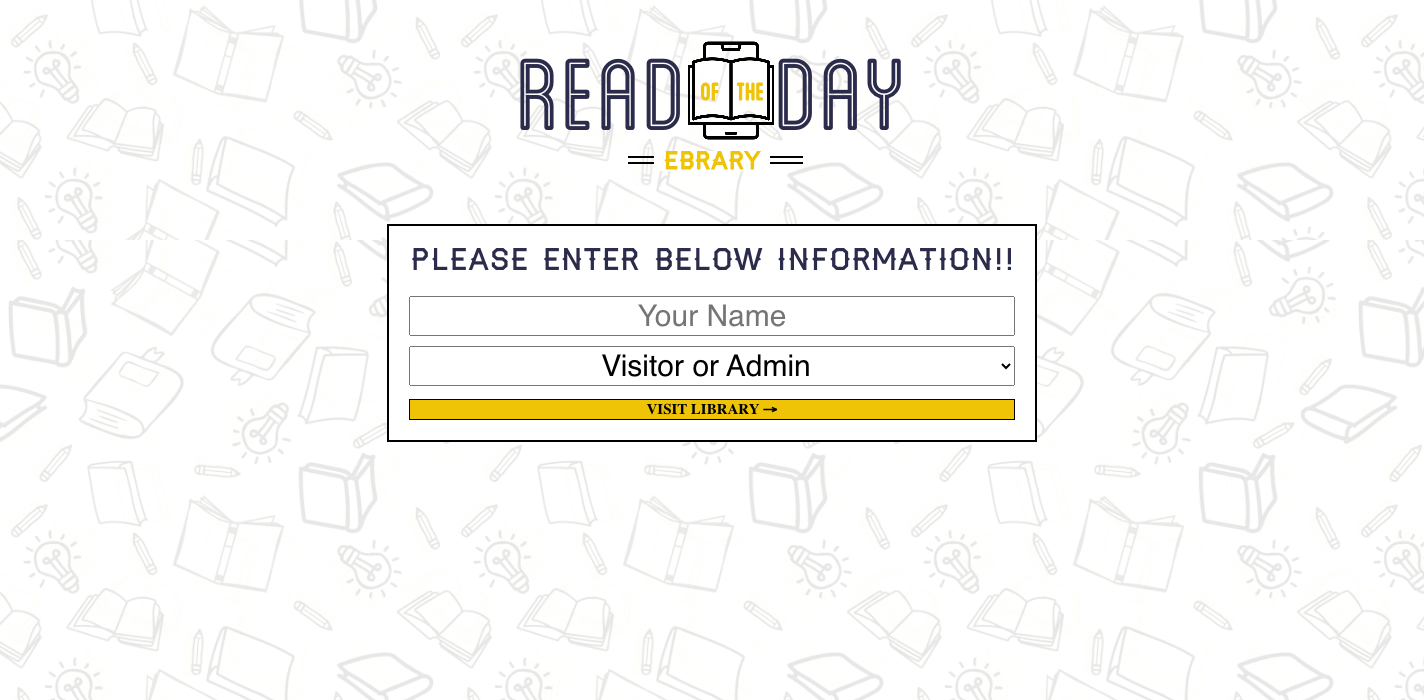 READ OF THE DAY
EBRARY
PLEASE ENTER BELOW INFORMATION!!
Your Name
Visitor or Admin
VISIT LIBRARY →